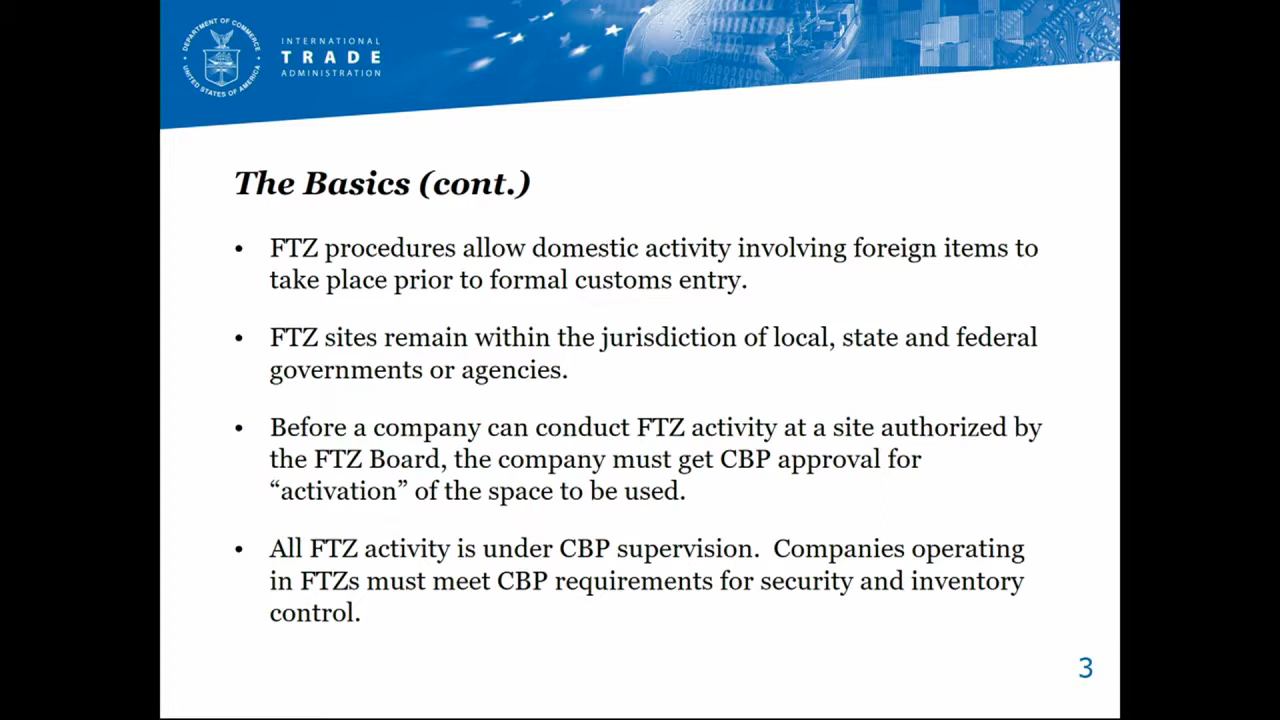 DEPARTMENT OF COMMERCE
UNITED STATES OF AMERICA
INTERNATIONAL
TRADE
ADMINISTRATION
The Basics (cont.)
• FTZ procedures allow domestic activity involving foreign items to
take place prior to formal customs entry.
• FTZ sites remain within the jurisdiction of local, state and federal
governments or agencies.
• Before a company can conduct FTZ activity at a site authorized by
the FTZ Board, the company must get CBP approval for
“activation” of the space to be used.
• All FTZ activity is under CBP supervision.  Companies operating
in FTZs must meet CBP requirements for security and inventory
control.
3